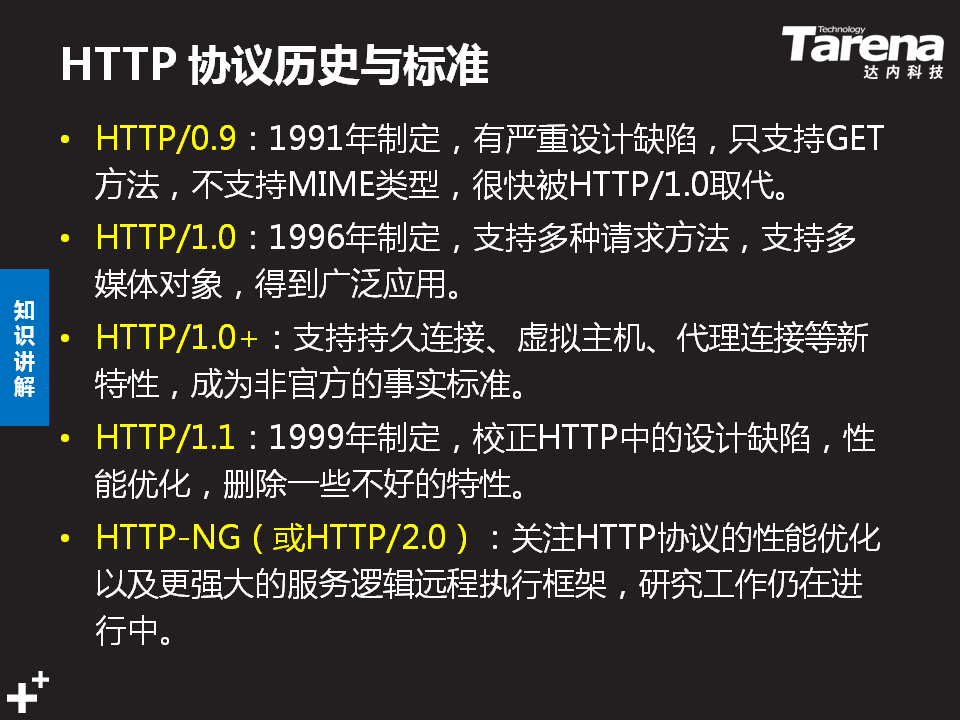 HTTP 协议历史与标准
Technology
Tarena
达内科技
• HTTP/0.9：1991年制定，有严重设计缺陷，只支持GET
方法，不支持MIME类型，很快被HTTP/1.0取代。
• HTTP/1.0：1996年制定，支持多种请求方法，支持多
媒体对象，得到广泛应用。
• HTTP/1.0+：支持持久连接、虚拟主机、代理连接等新
特性，成为非官方的事实标准。
• HTTP/1.1：1999年制定，校正HTTP中的设计缺陷，性
能优化，删除一些不好的特性。
• HTTP-NG（或HTTP/2.0）：关注HTTP协议的性能优化
以及更强大的服务逻辑远程执行框架，研究工作仍在进
行中。
知识讲解